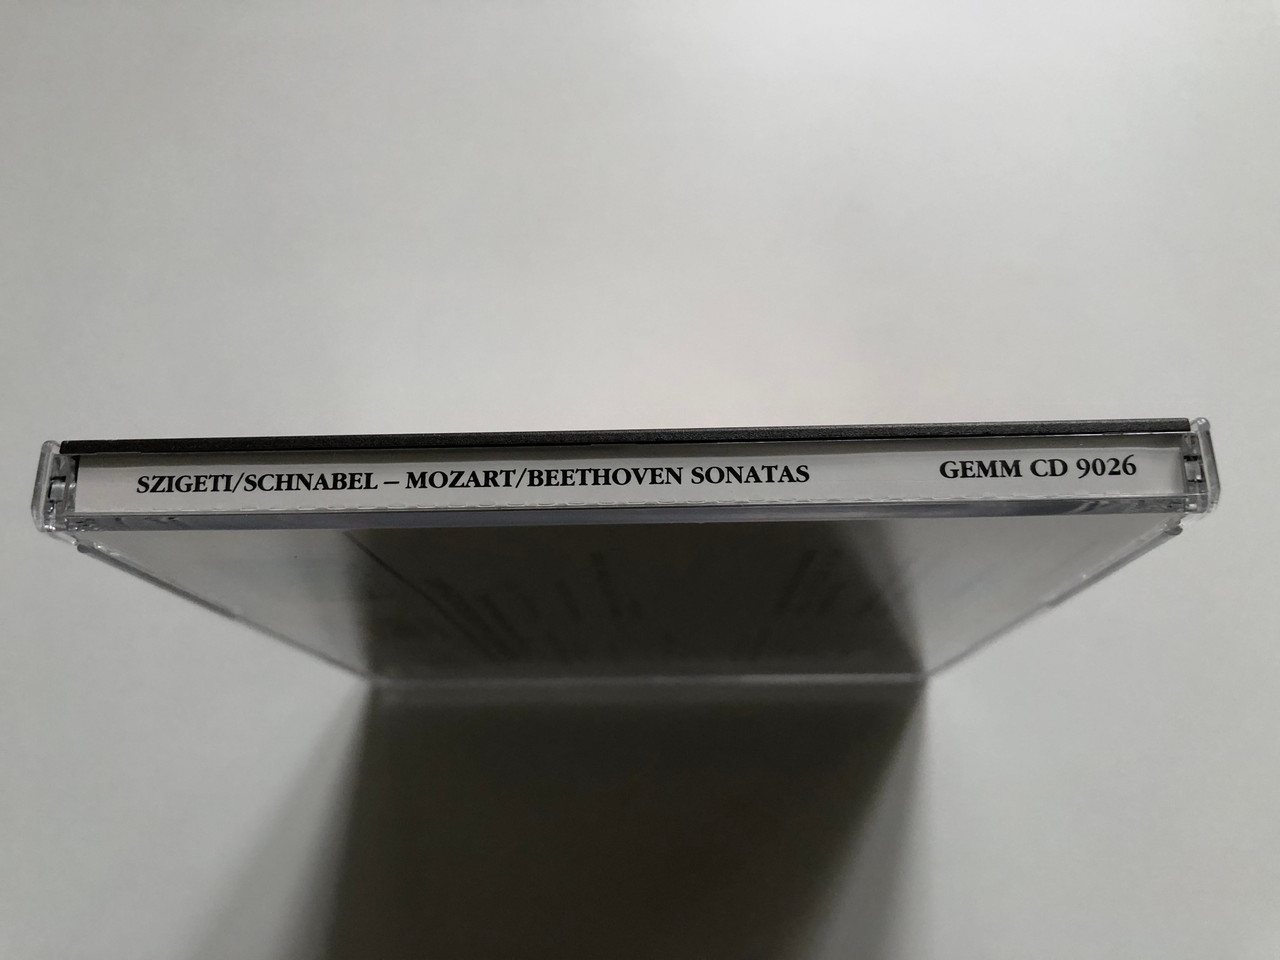 SZIGETI/SCHNABEL – MOZART/BEETHOVEN SONATAS GEMM CD 9026